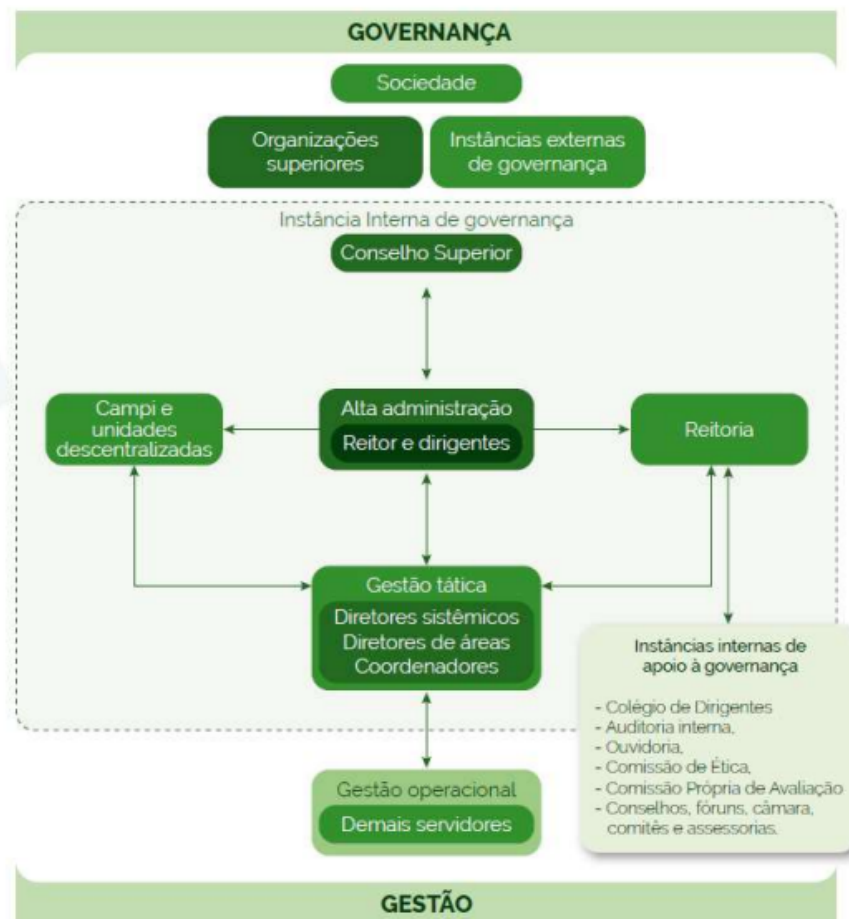 GOVERNANÇA
Sociedade
Organizações
superiores
Instâncias externas
de governança
Instância Interna de governança
Conselho Superior
Campi e
unidades
descentralizadas
Alta administração
Reitor e dirigentes
Reitoria
Gestão tática
Diretores sistêmicos
Diretores de áreas
Coordenadores
Instâncias internas de
apoio à governança
- Colégio de Dirigentes
- Auditoria interna,
- Ouvidoria,
- Comissão de Ética,
- Comissão Própria de Avaliação
- Conselhos, fóruns, câmara,
comitês e assessorias.
Gestão operacional
Demais servidores
GESTÃO